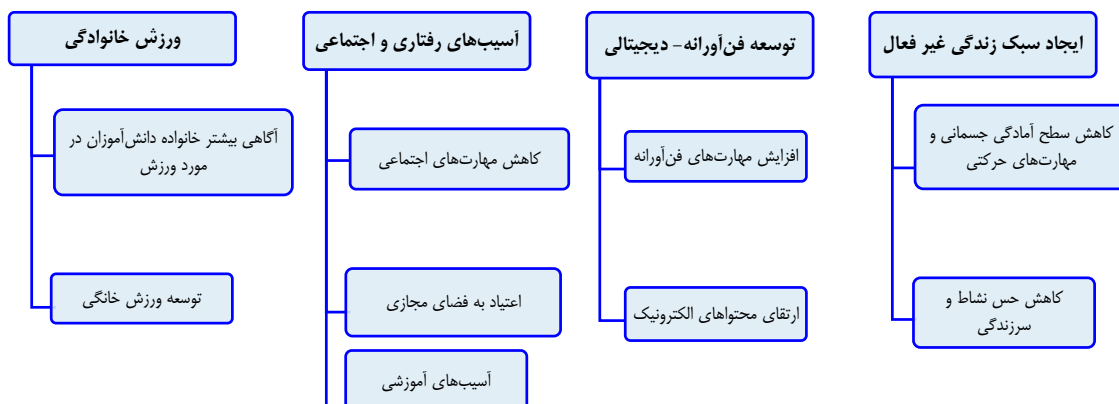 ایجاد سبک زندگی غیر فعال
کاهش سطح آمادگی جسمانی و
مهارت‌های حرکتی
کاهش حس نشاط و
سرزندگی
توسعه فن‌آورانه- دیجیتالی
افزایش مهارت‌های فن‌آورانه
ارتقای محتواهای الکترونیک
آسیب‌های رفتاری و اجتماعی
کاهش مهارت‌های اجتماعی
اعتیاد به فضای مجازی
آسیب‌های آموزشی
ورزش خانوادگی
آگاهی بیشتر خانواده دانش‌آموزان در
مورد ورزش
توسعه ورزش خانگی